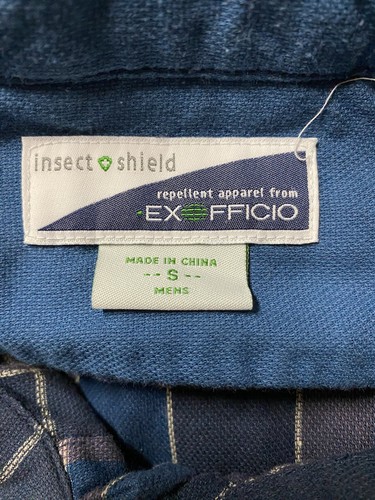 insect shield
repellent apparel from
EXOFFICIO
MADE IN CHINA
-- S --
MENS